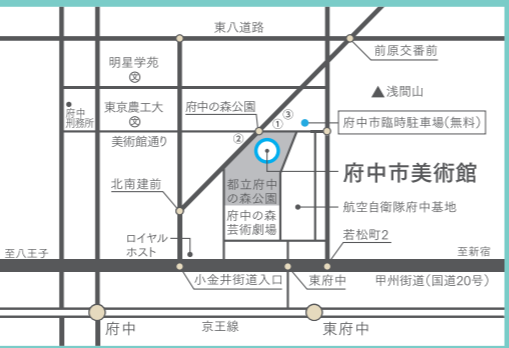 東八道路
前原交番前
明星学苑
文
浅間山
東京農工大
文
府中の森公園
③
①
府中
刑務所
府中市臨時駐車場(無料)
美術館通り
②
府中市美術館
北南建前
都立府中
の森公園
航空自衛隊府中基地
府中の森
芸術劇場
ロイヤル
ホスト
若松町2
至八王子
至新宿
小金井街道入口
東府中
甲州街道(国道20号)
府中
京王線
東府中